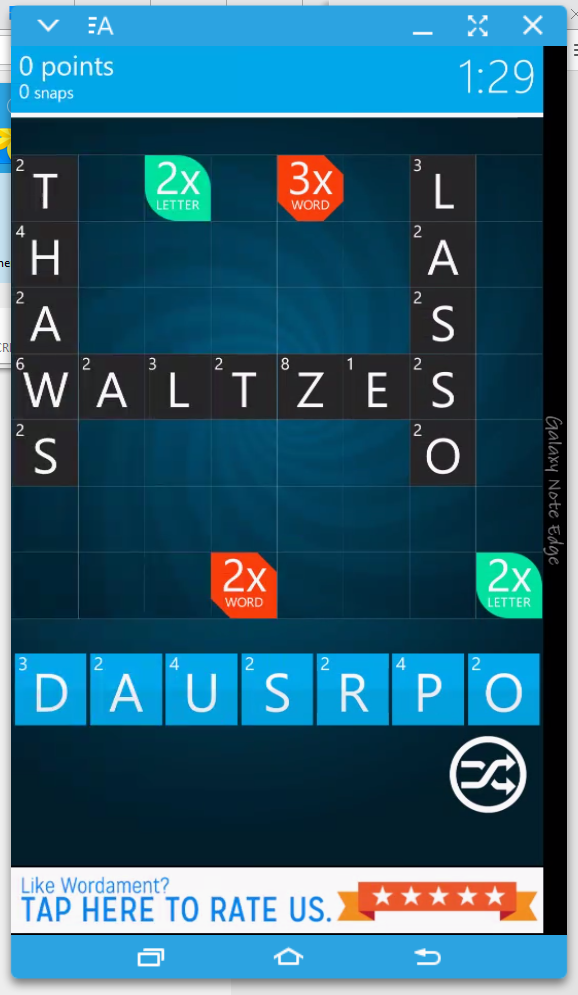 A
0 points
0 snaps
1:29
2 T 2x LETTER 3x WORD 3 L
4 H 2 A
2 A 2 S
6 W 2 A 3 L 2 T 8 Z 1 E 2 S
2 S 2 O
2x WORD 2x LETTER
3 D 2 A 4 U 2 S 2 R 4 P 2 O
Galaxy Note Edge
Like Wordament?
TAP HERE TO RATE US.